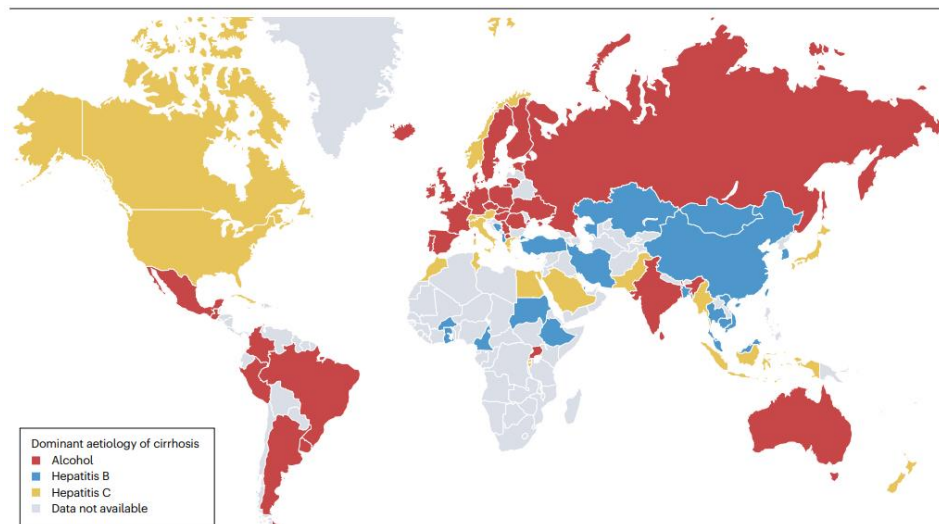 Dominant aetiology of cirrhosis
Alcohol
Hepatitis B
Hepatitis C
Data not available